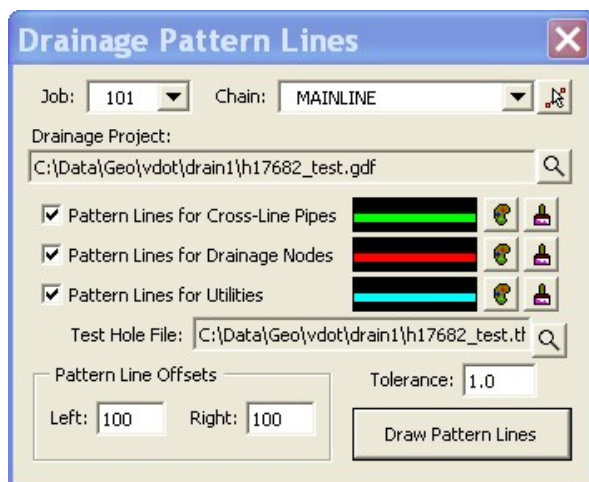 Drainage Pattern Lines
Job: 101 Chain: MAINLINE
Drainage Project:
C:\Data\Geo\vdot\drain1\h17682_test.gdf
Pattern Lines for Cross-Line Pipes
Pattern Lines for Drainage Nodes
Pattern Lines for Utilities
Test Hole File: C:\Data\Geo\vdot\drain1\h17682_test.th
Pattern Line Offsets
Left: 100 Right: 100
Tolerance: 1.0
Draw Pattern Lines